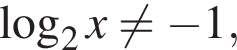 log₂ x ≠ −1,